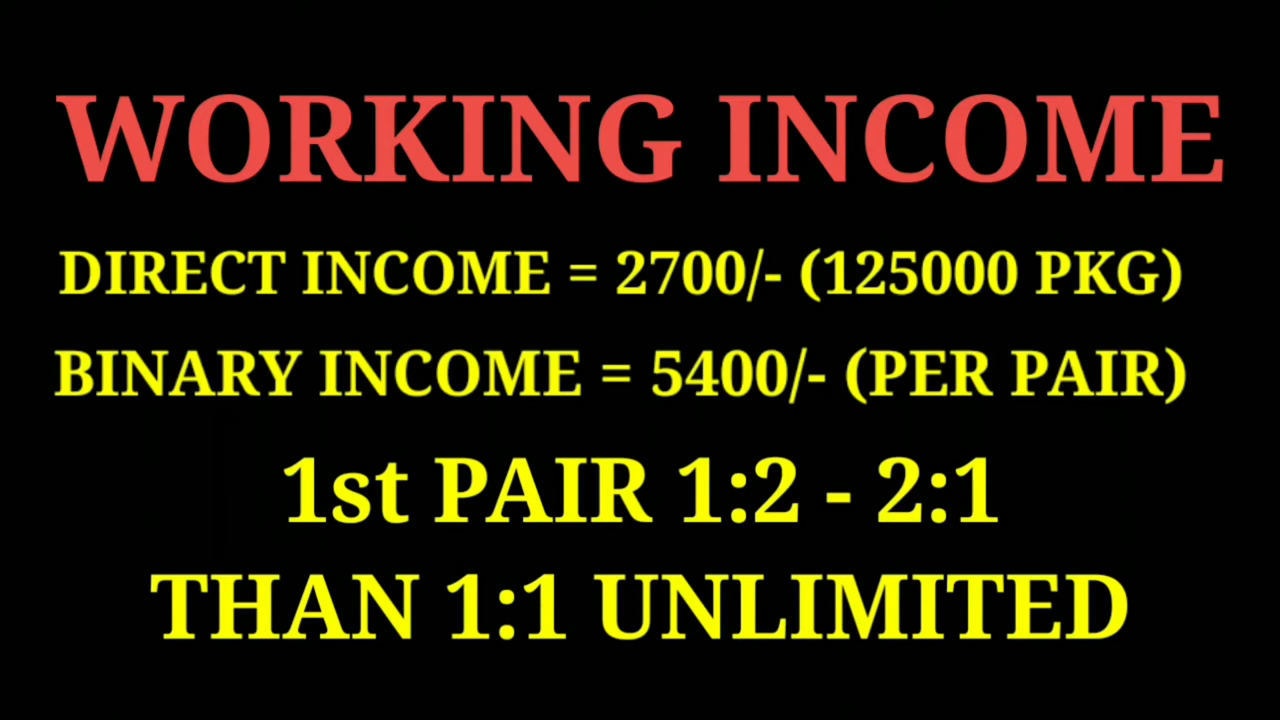 WORKING INCOME
DIRECT INCOME = 2700/- (125000 PKG)
BINARY INCOME = 5400/- (PER PAIR)
1st PAIR 1:2 - 2:1
THAN 1:1 UNLIMITED